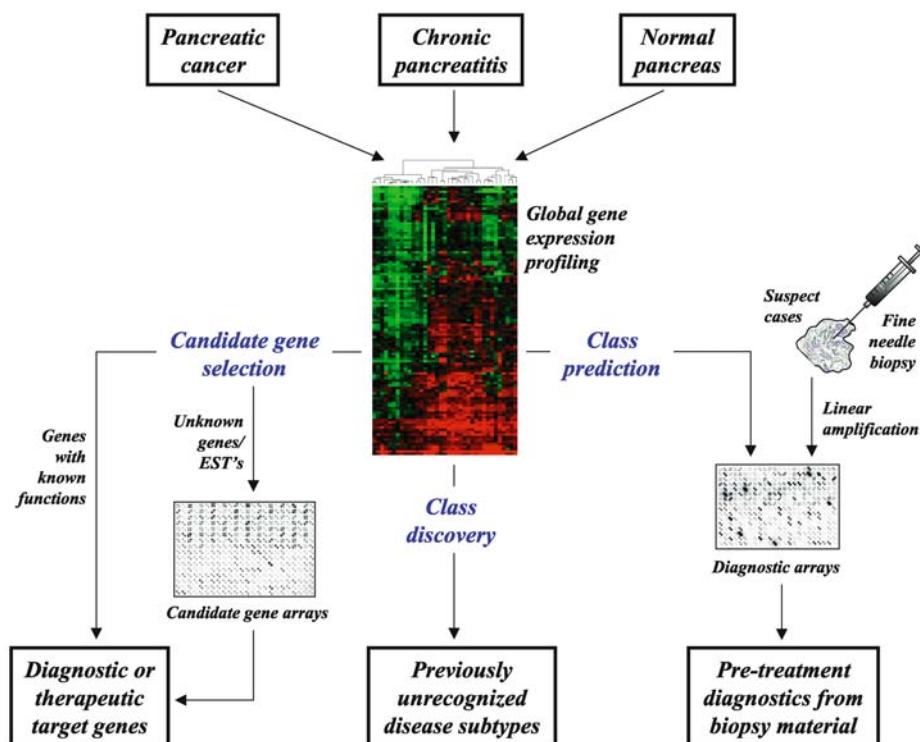 Pancreatic
cancer
Chronic
pancreatitis
Normal
pancreas
Global gene
expression
profiling
Suspect
cases
Fine
needle
biopsy
Candidate gene
selection
Class
prediction
Linear
amplification
Genes
with
known
functions
Unknown
genes/
EST's
Class
discovery
Candidate gene arrays
Diagnostic arrays
Diagnostic or
therapeutic
target genes
Previously
unrecognized
disease subtypes
Pre-treatment
diagnostics from
biopsy material